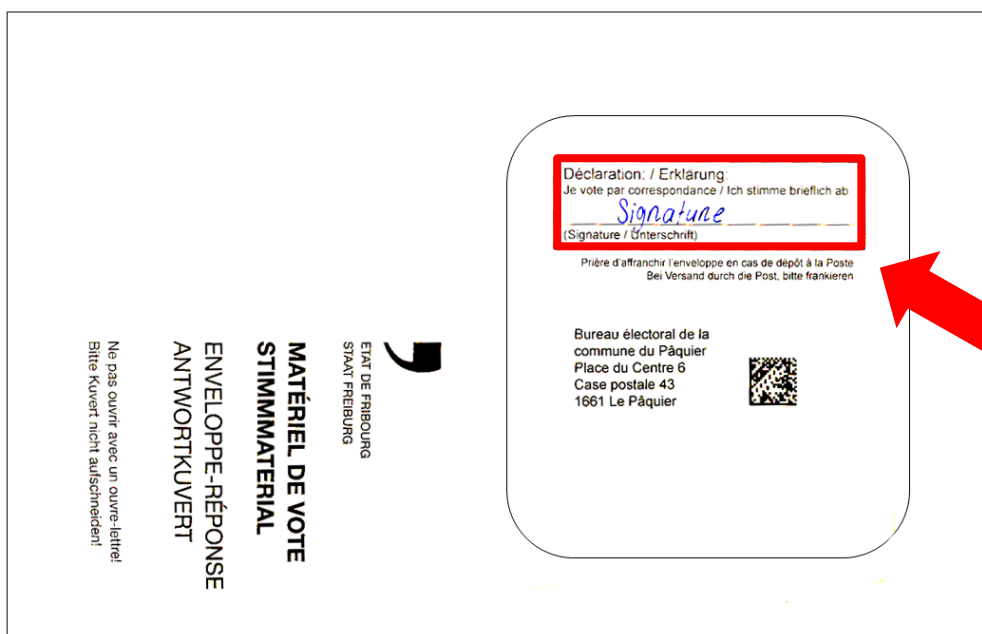 Déclaration: / Erklärung:
Je vote par correspondance / Ich stimme brieflich ab
Signature
(Signature / Unterschrift)
Prière d'affranchir l'enveloppe en cas de dépôt à la Poste
Bei Versand durch die Post, bitte frankieren
Bureau électoral de la
commune du Pâquier
Place du Centre 6
Case postale 43
1661 Le Pâquier
ETAT DE FRIBOURG
STAAT FREIBURG
MATÉRIEL DE VOTE
STIMMMATERIAL
ENVELOPPE-RÉPONSE
ANTWORTKUVERT
Ne pas ouvrir avec un ouvre-lettre!
Bitte Kuvert nicht aufschneiden!